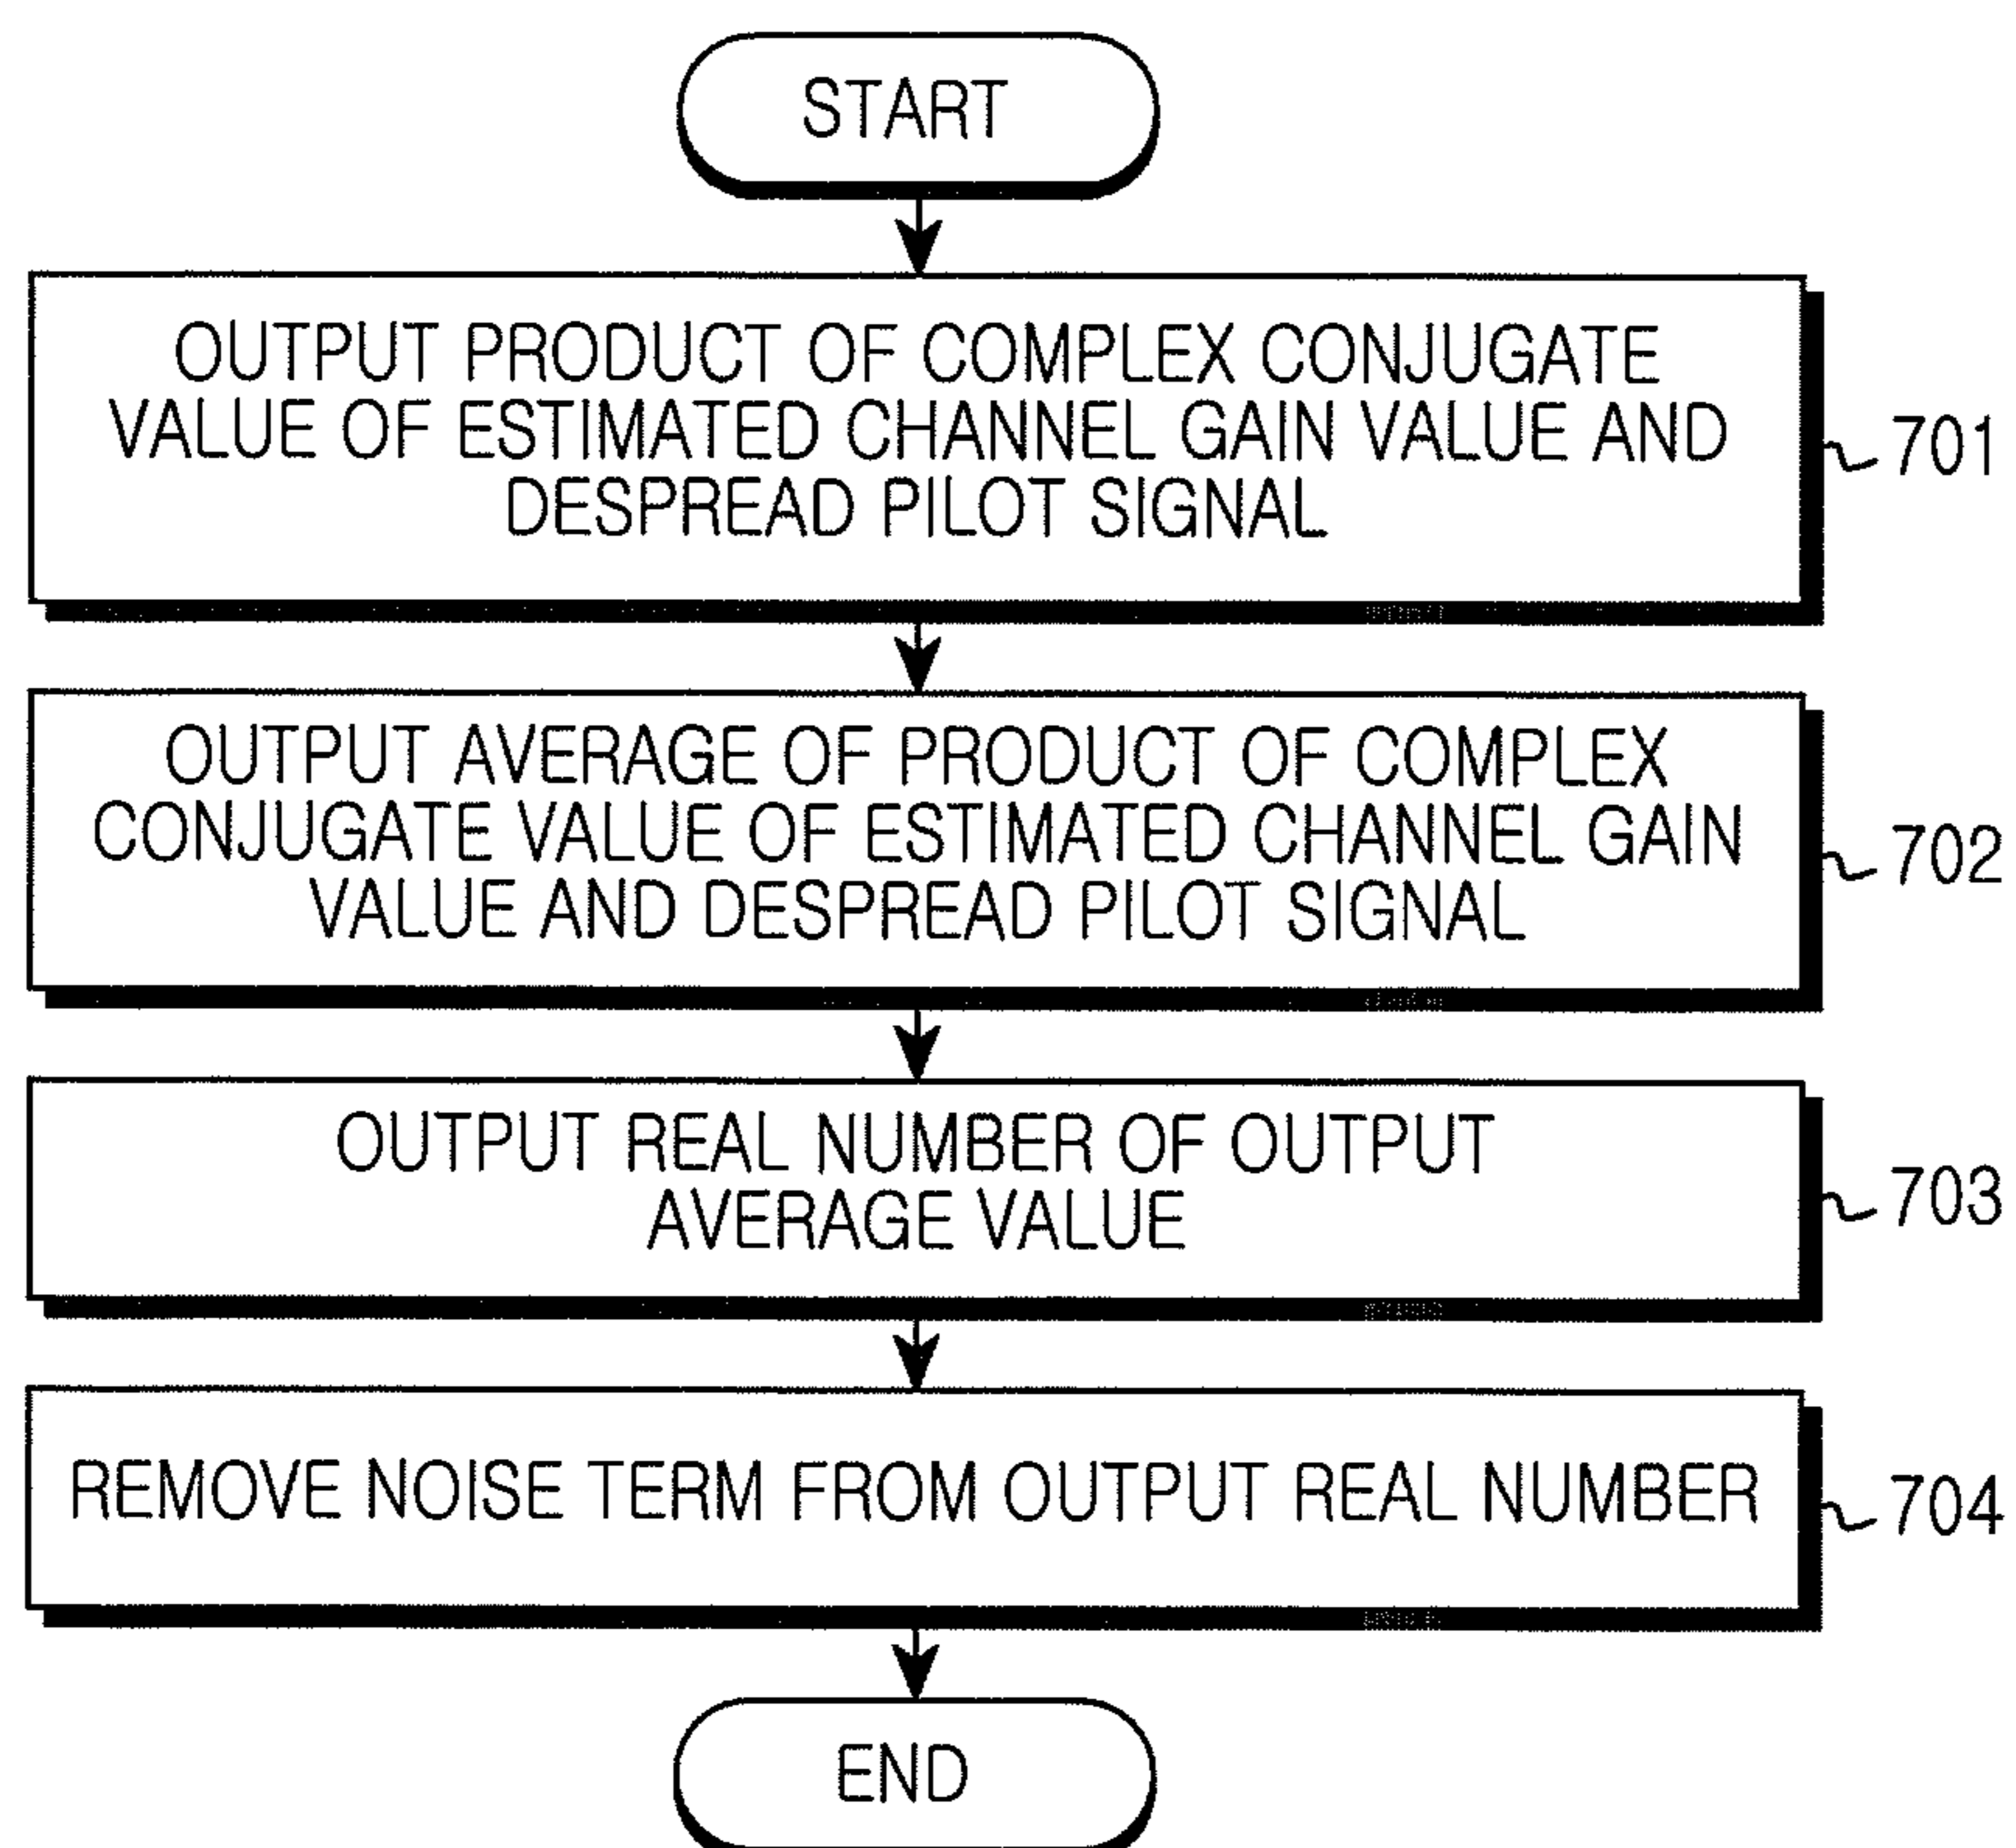 START
OUTPUT PRODUCT OF COMPLEX CONJUGATE
VALUE OF ESTIMATED CHANNEL GAIN VALUE AND
DESPREAD PILOT SIGNAL
701
OUTPUT AVERAGE OF PRODUCT OF COMPLEX
CONJUGATE VALUE OF ESTIMATED CHANNEL GAIN
VALUE AND DESPREAD PILOT SIGNAL
702
OUTPUT REAL NUMBER OF OUTPUT
AVERAGE VALUE
703
REMOVE NOISE TERM FROM OUTPUT REAL NUMBER
704
END